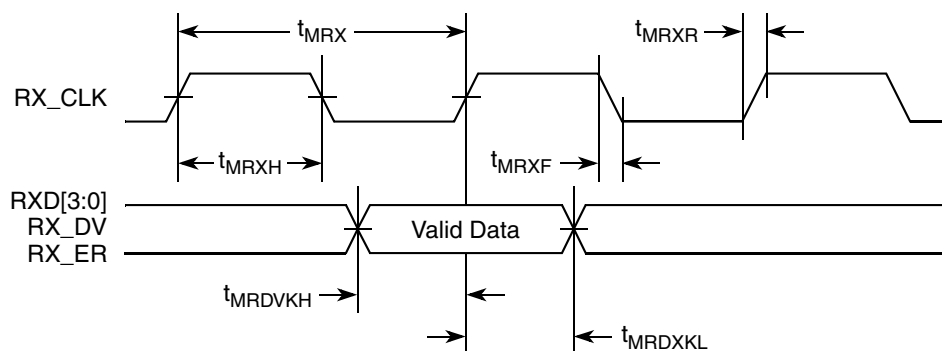 tMRX
tMRXR
RX_CLK
tMRXH
tMRXF
RXD[3:0]
RX_DV
Valid Data
RX_ER
tMRDVKH
tMRDXKL